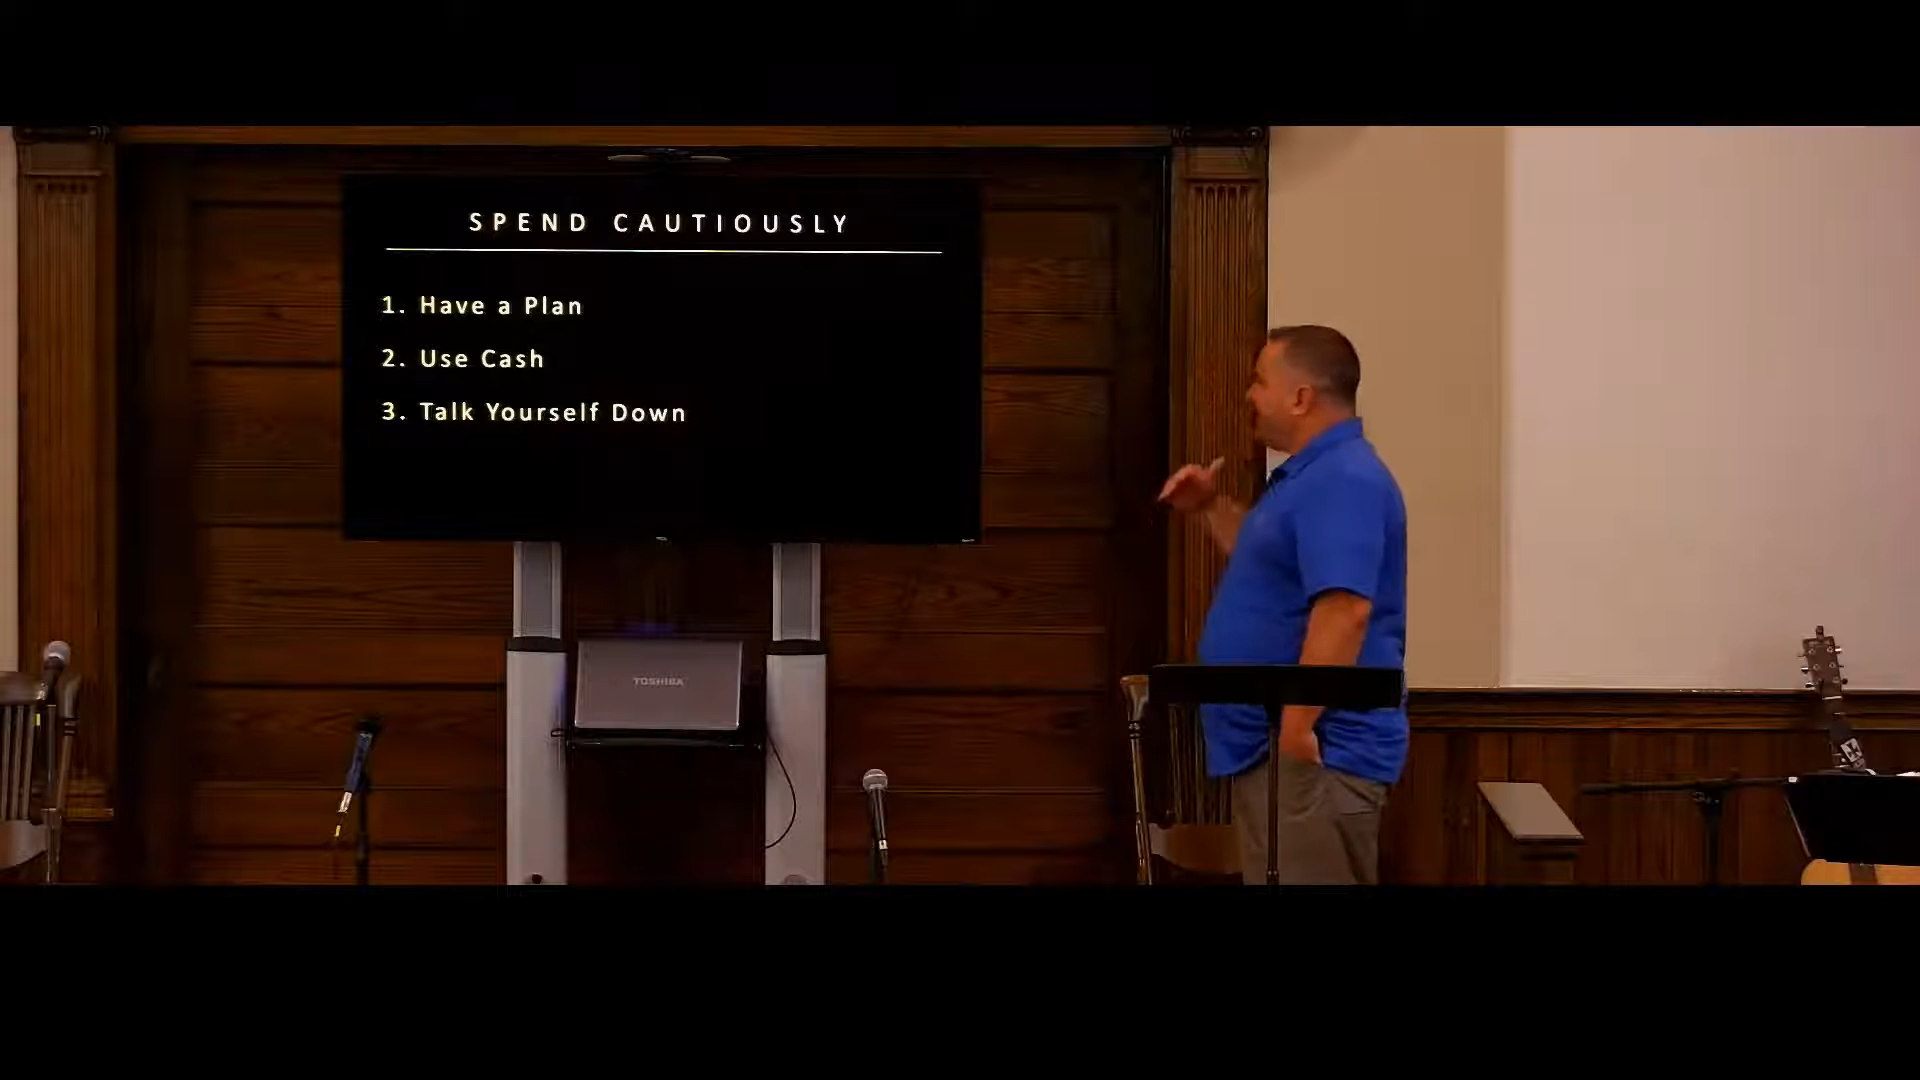 SPEND CAUTIOUSLY
1. Have a Plan
2. Use Cash
3. Talk Yourself Down
TOSHIBA